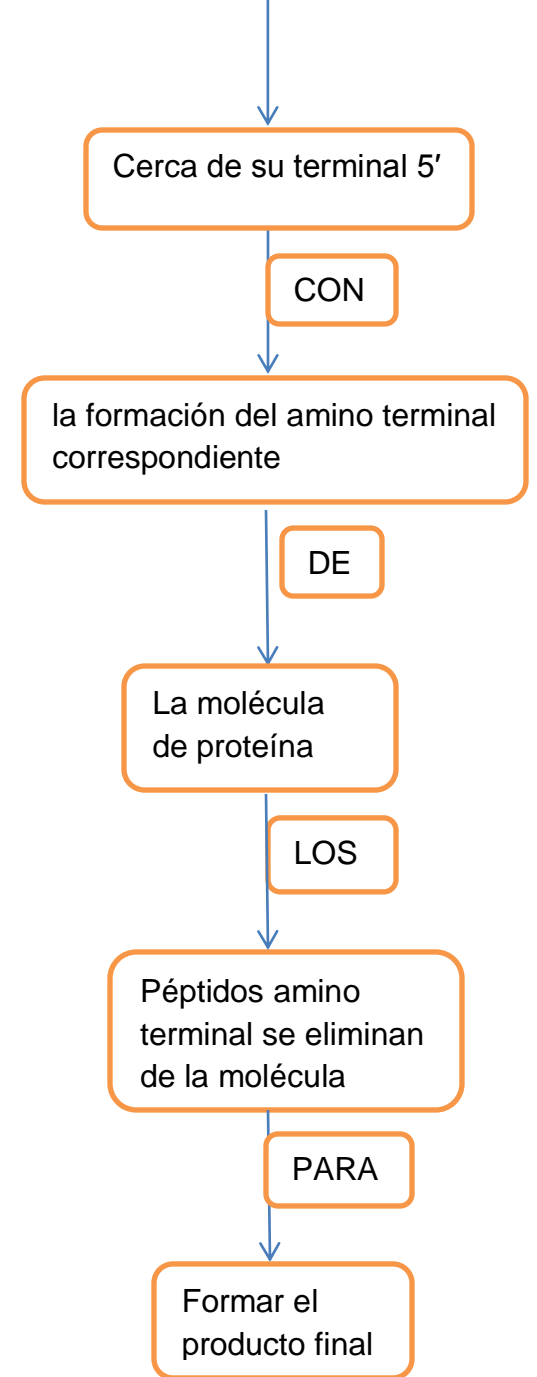 Cerca de su terminal 5′
CON
la formación del amino terminal
correspondiente
DE
La molécula
de proteína
LOS
Péptidos amino
terminal se eliminan
de la molécula
PARA
Formar el
producto final